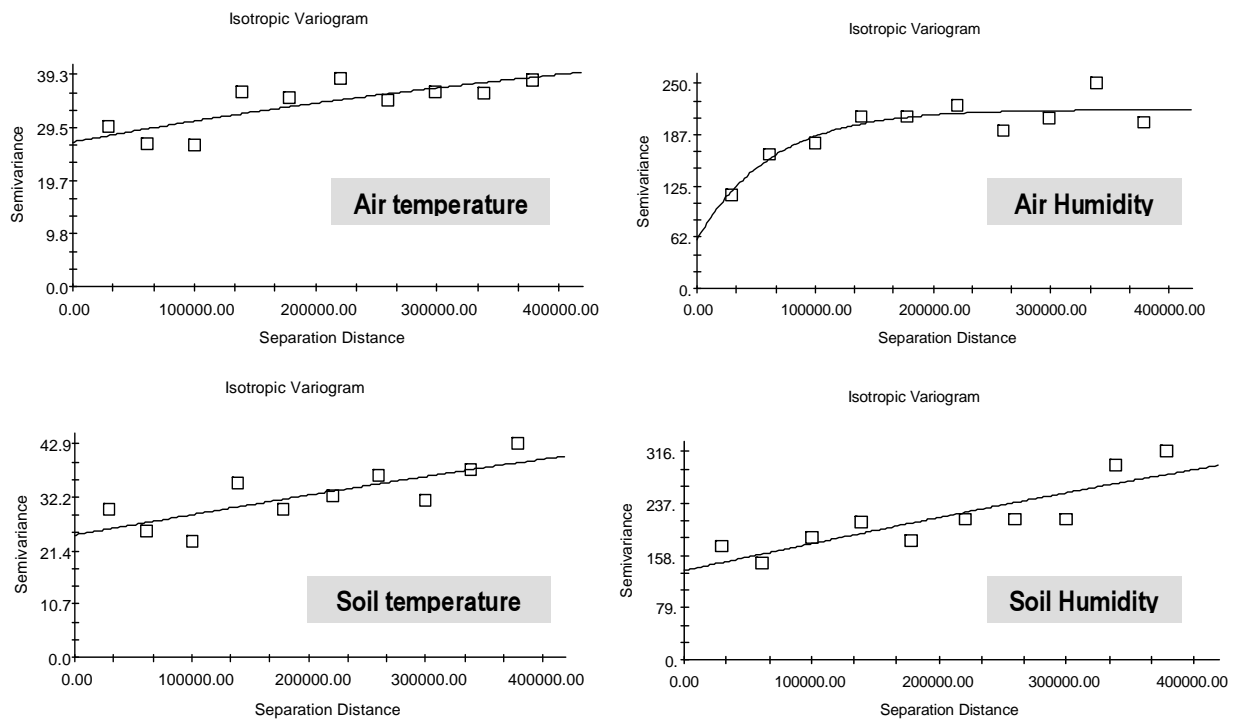 Isotropic Variogram
39.3
29.5
19.7
9.8
0.0
Semivariance
Air temperature
0.00 100000.00 200000.00 300000.00 400000.00
Separation Distance
Isotropic Variogram
250.
187.
125.
62.
0.
Semivariance
Air Humidity
0.00 100000.00 200000.00 300000.00 400000.00
Separation Distance
Isotropic Variogram
42.9
32.2
21.4
10.7
0.0
Semivariance
Soil temperature
0.00 100000.00 200000.00 300000.00 400000.00
Separation Distance
Isotropic Variogram
316.
237.
158.
79.
0.
Semivariance
Soil Humidity
0.00 100000.00 200000.00 300000.00 400000.00
Separation Distance